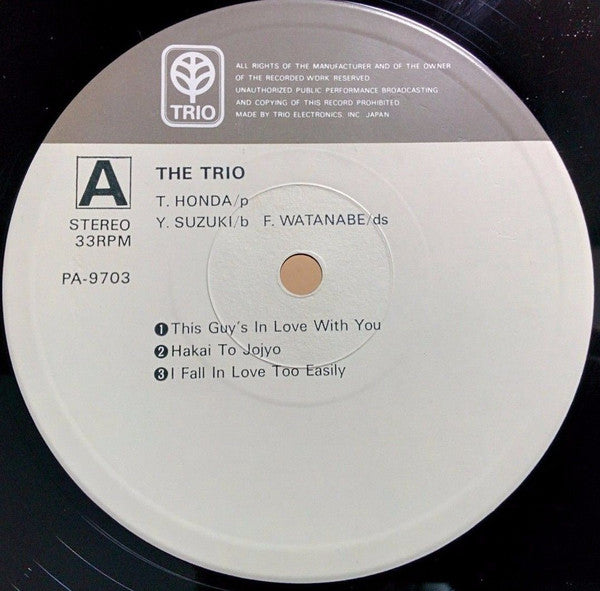 TRIO
ALL RIGHTS OF THE MANUFACTURER AND OF THE OWNER
OF THE RECORDED WORK RESERVED
UNAUTHORIZED PUBLIC PERFORMANCE BROADCASTING
AND COPYING OF THIS RECORD PROHIBITED
MADE BY TRIO ELECTRONICS, INC. JAPAN
A
STEREO
33RPM
PA-9703
THE TRIO
T. HONDA/p
Y. SUZUKI/b F. WATANABE/ds
❶This Guy's In Love With You
❷Hakai To Jojyo
❸I Fall In Love Too Easily